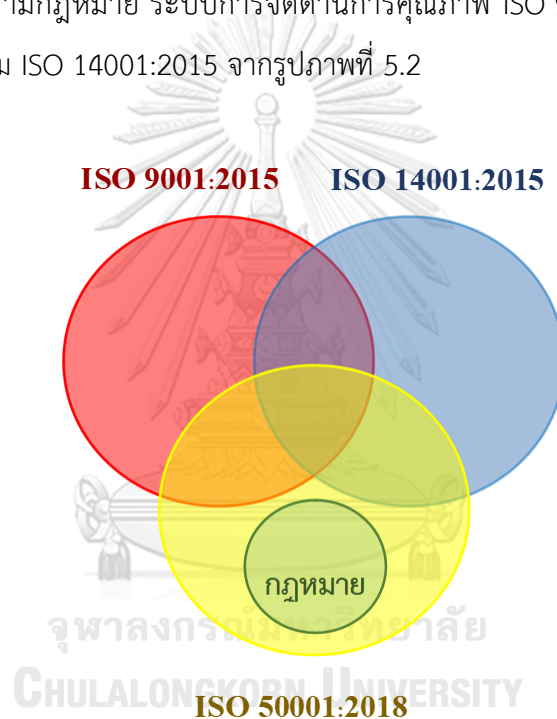 ามกฎหมาย ระบบการจัดด้านการคุณภาพ ISO
ม ISO 14001:2015 จากรูปภาพที่ 5.2
ISO 9001:2015 ISO 14001:2015
กฎหมาย
จุฬาลงกรณ์มหาวิทยาลัย
CHULALONGKORN UNIVERSITY
ISO 50001:2018